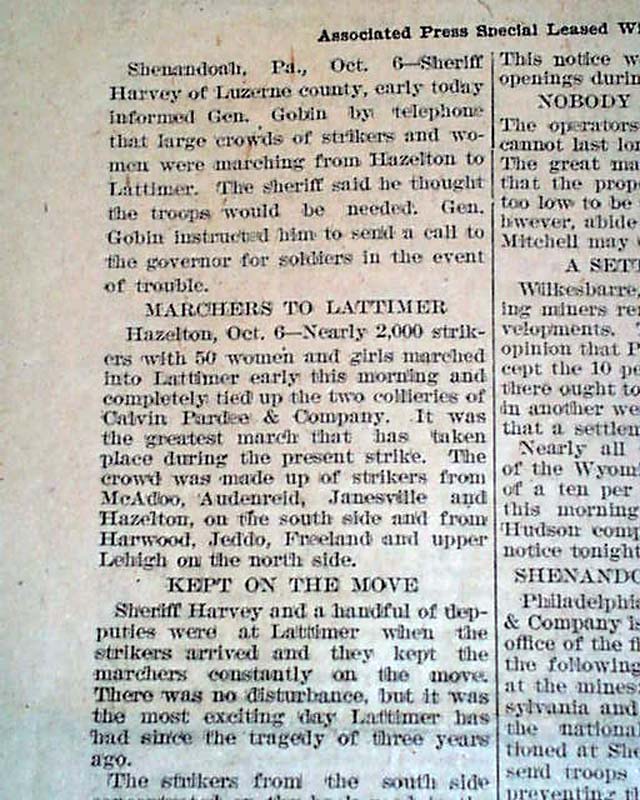 Associated Press Special Leased Wi
Shenandoah, Pa., Oct. 6—Sheriff
Harvey of Luzerne county, early today
informed Gen. Gobin by telephone
that large crowds of strikers and wo-
men were marching from Hazelton to
Lattimer. The sheriff said he thought
the troops would be needed. Gen.
Gobin instructed him to send a call to
the governor for soldiers in the event
of trouble.
MARCHERS TO LATTIMER
Hazelton, Oct. 6—Nearly 2,000 strik-
ers with 50 women and girls marched
into Lattimer early this morning and
completely tied up the two collieries of
Calvin Pardee & Company. It was
the greatest march that has taken
place during the present strike. The
crowd was made up of strikers from
McAdoo, Audenreid, Janesville and
Hazelton, on the south side and from
Harwood, Jeddo, Freeland and upper
Lehigh on the north side.
KEPT ON THE MOVE
Sheriff Harvey and a handful of dep-
puties were at Lattimer when the
strikers arrived and they kept the
marchers constantly on the move.
There was no disturbance, but it was
the most exciting day Lattimer has
had since the tragedy of three years
ago.
The strikers from the south side
This notice w
openings durin
NOBODY
The operators
cannot last lon
The great ma
that the prop
too low to be
however, abide
Mitchell may
A SETT
Wilkesbarre,
ing miners re
velopments.
opinion that P
cept the 10 pe
there ought to
in another we
that a settlem
Nearly all
of the Wyom
of a ten per
this morning
Hudson comp
notice tonight
SHENANDO
Philadelphia
& Company is
office of the fi
the following
at the mines
sylvania and
the national
tioned at She
send troops
preventing th